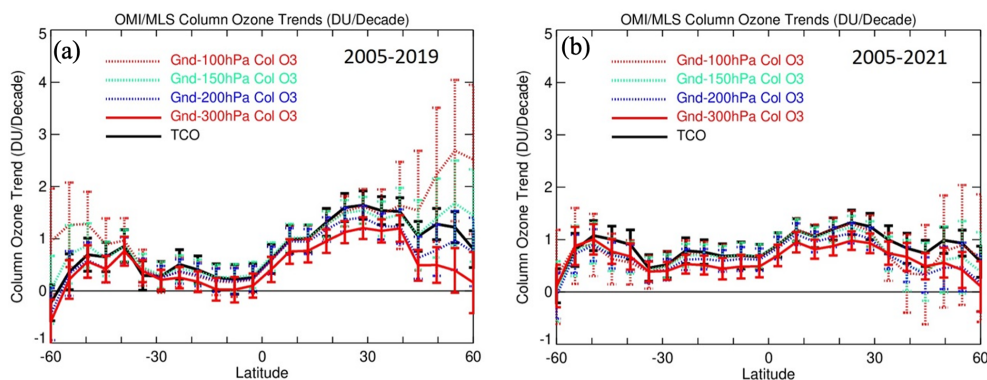 OMI/MLS Column Ozone Trends (DU/Decade)
(a)
2005-2019
Gnd-100hPa Col O3
Gnd-150hPa Col O3
Gnd-200hPa Col O3
Gnd-300hPa Col O3
TCO
Column Ozone Trend (DU/Decade)
5
4
3
2
1
0
-1
-60
-30
0
30
60
Latitude
OMI/MLS Column Ozone Trends (DU/Decade)
(b)
2005-2021
Gnd-100hPa Col O3
Gnd-150hPa Col O3
Gnd-200hPa Col O3
Gnd-300hPa Col O3
TCO
Column Ozone Trend (DU/Decade)
5
4
3
2
1
0
-1
-60
-30
0
30
60
Latitude